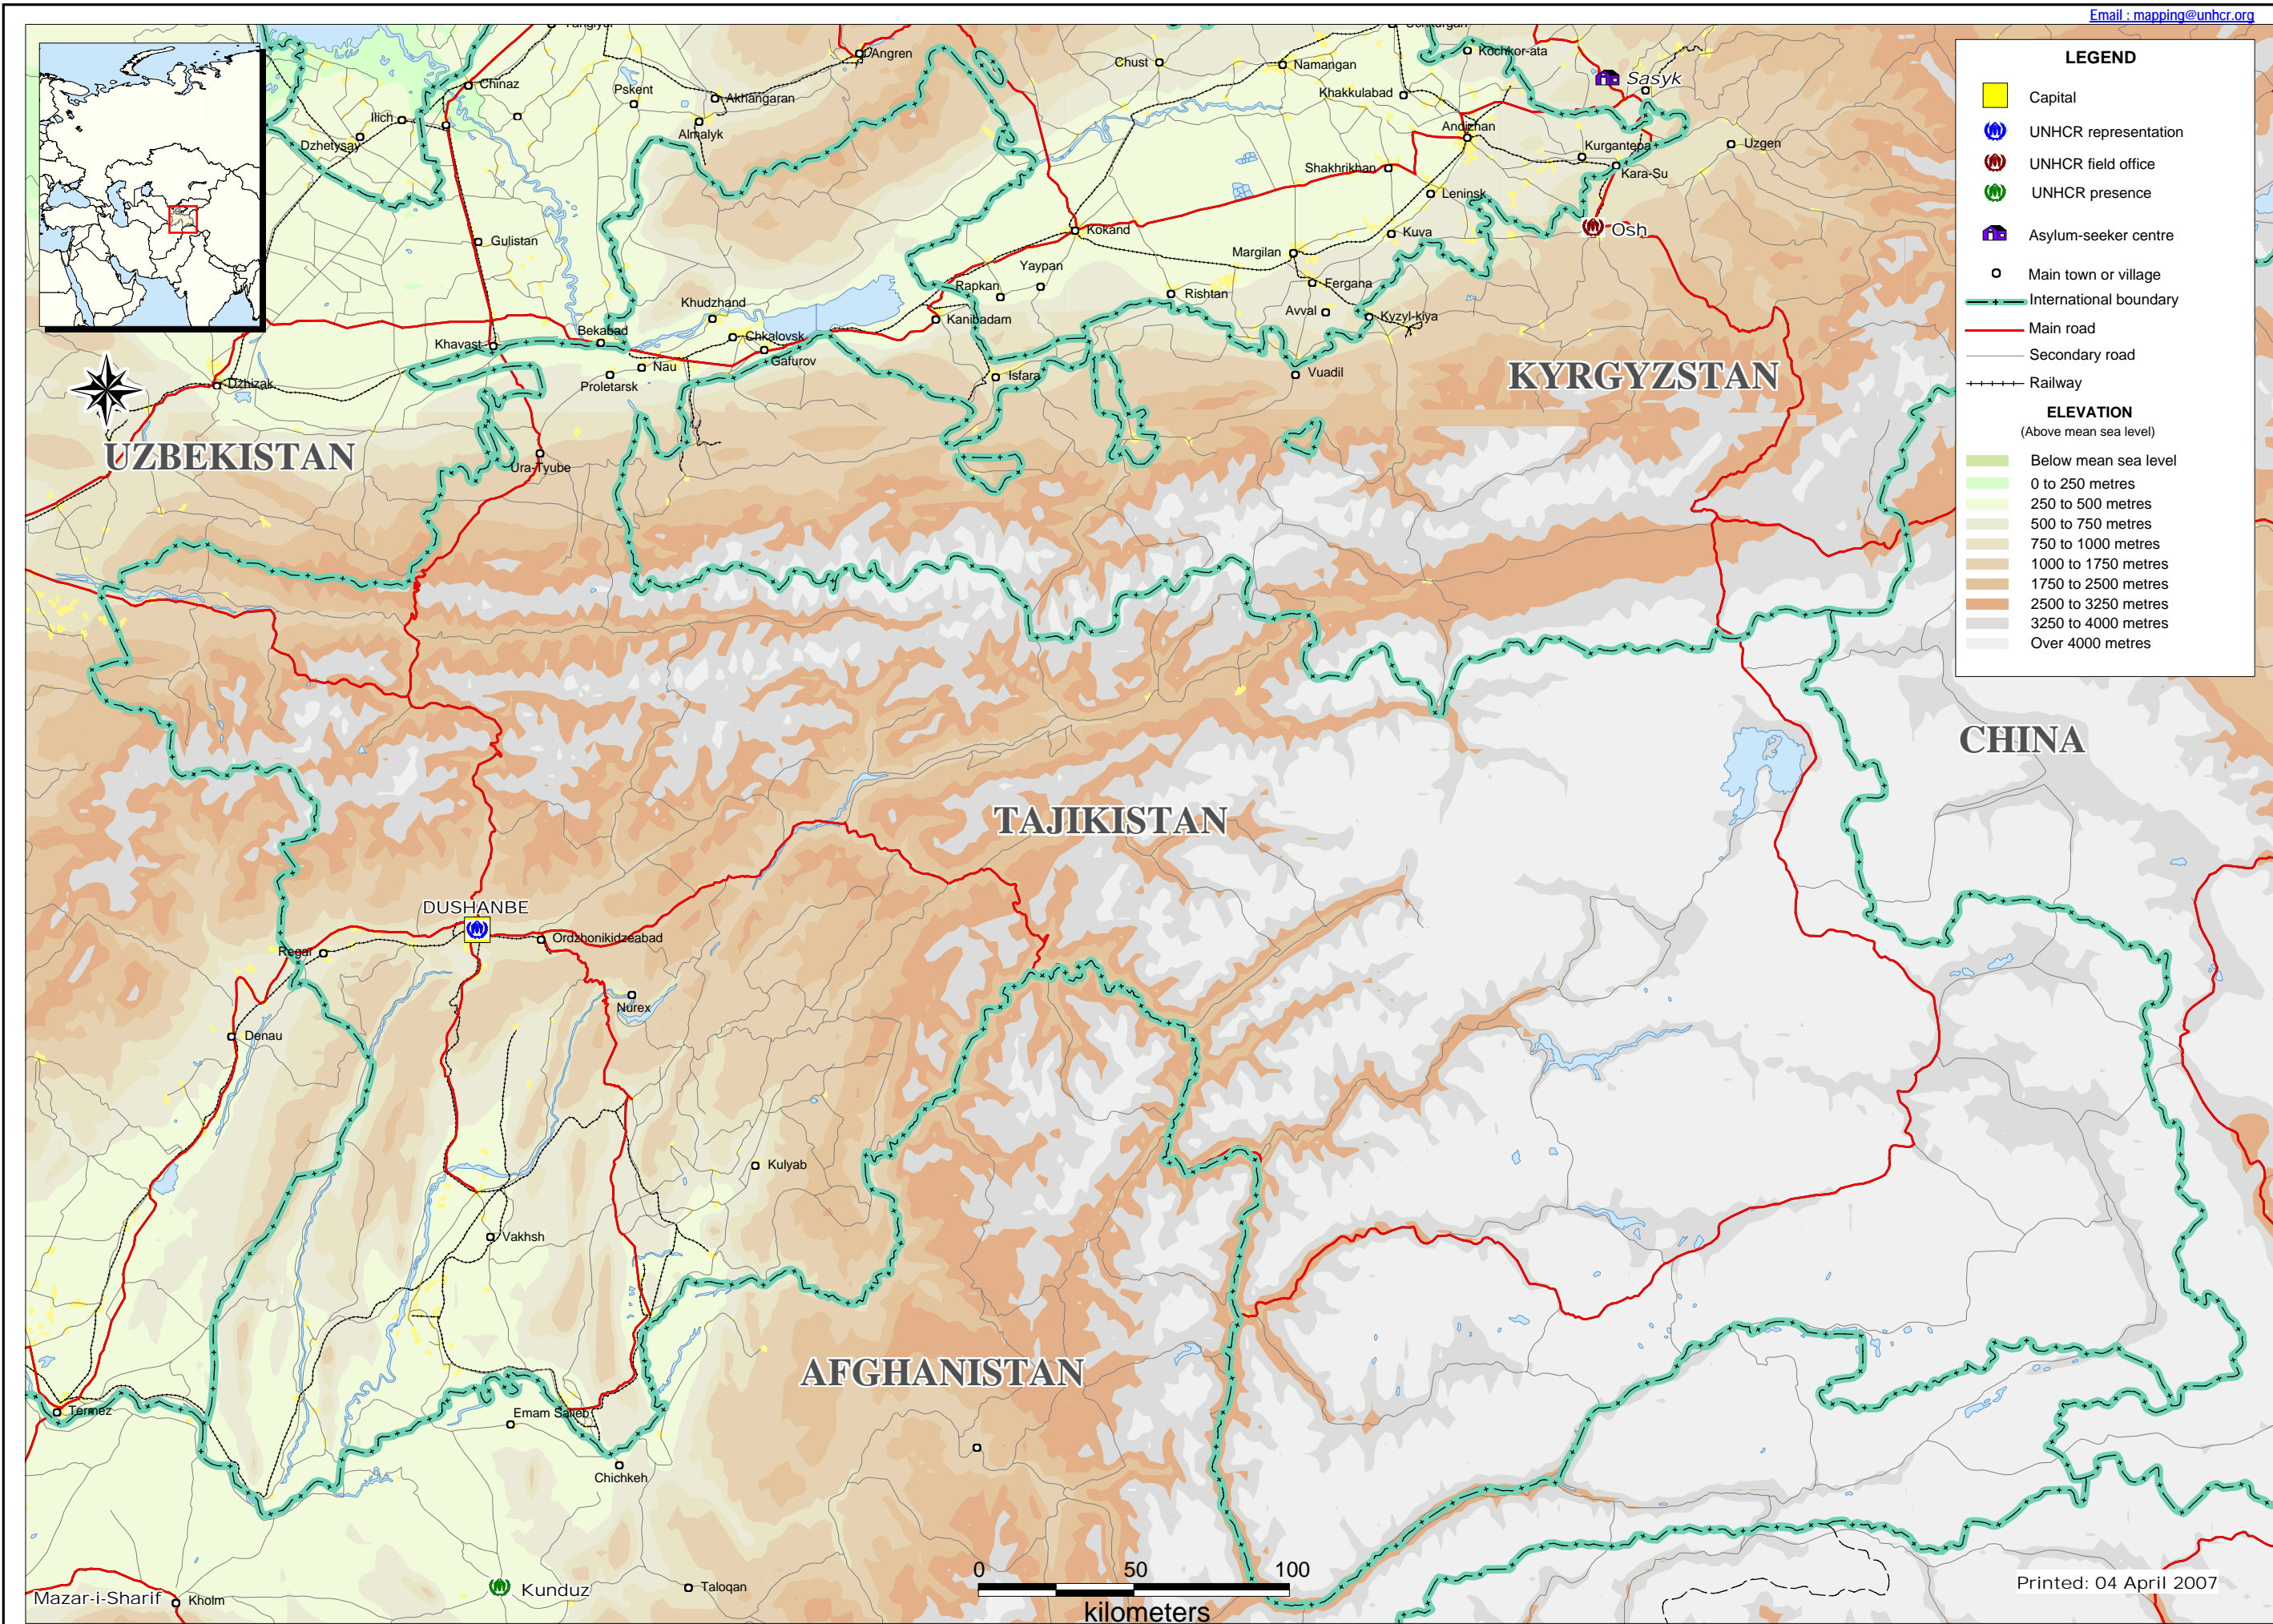 Email : mapping@unhcr.org
LEGEND
Capital
UNHCR representation
UNHCR field office
UNHCR presence
Asylum-seeker centre
Main town or village
International boundary
Main road
Secondary road
Railway
ELEVATION
(Above mean sea level)
Below mean sea level
0 to 250 metres
250 to 500 metres
500 to 750 metres
750 to 1000 metres
1000 to 1750 metres
1750 to 2500 metres
2500 to 3250 metres
3250 to 4000 metres
Over 4000 metres
Angren
Chust
Namangan
Kochkor-ata
Sasyk
Chinaz
Pskent
Akhangaran
Khakkulabad
Ilich
Almalyk
Andizhan
Dzhetysay
Kurgantepa
Uzgen
Shakhrikhan
Kara-Su
Leninsk
Gulistan
Kokand
Kuva
Osh
Margilan
Yaypan
Rapkan
Rishtan
Fergana
Khudzhand
Avval
Kyzyl-kiya
Kanibadam
Bekabad
Chkalovsk
Khavast
Gafurov
Nau
Proletarsk
Isfara
Vuadil
Dzhizak
KYRGYZSTAN
UZBEKISTAN
Ura-Tyube
CHINA
TAJIKISTAN
DUSHANBE
Ordzhonikidzeabad
Regar
Nurex
Denau
Kulyab
Vakhsh
AFGHANISTAN
Termez
Emam Saheb
Chichkeh
Kunduz
Taloqan
Mazar-i-Sharif
Kholm
0 50 100
kilometers
Printed: 04 April 2007